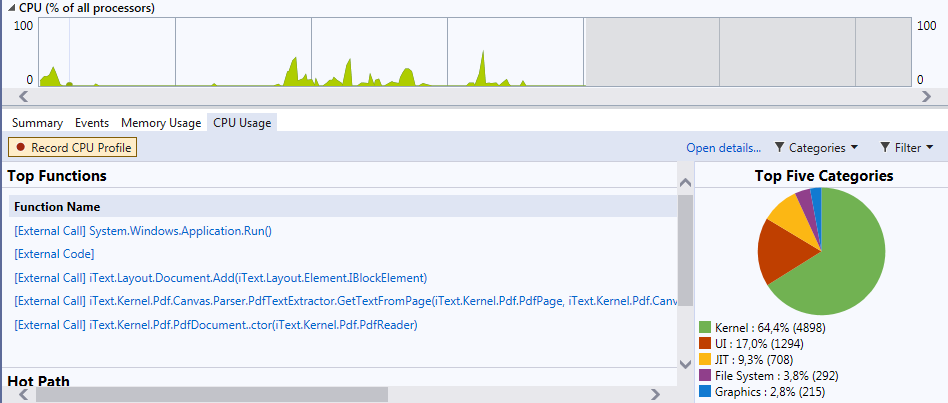 CPU (% of all processors)
100 100
0 0
Summary Events Memory Usage CPU Usage
Record CPU Profile Open details... Categories Filter
Top Functions
Function Name
[External Call] System.Windows.Application.Run()
[External Code]
[External Call] iText.Layout.Document.Add(iText.Layout.Element.IBlockElement)
[External Call] iText.Kernel.Pdf.Canvas.Parser.PdfTextExtractor.GetTextFromPage(iText.Kernel.Pdf.PdfPage, iText.Kernel.Pdf.Canv
[External Call] iText.Kernel.Pdf.PdfDocument..ctor(iText.Kernel.Pdf.PdfReader)
Hot Path
Top Five Categories
Kernel : 64,4% (4898)
UI : 17,0% (1294)
JIT : 9,3% (708)
File System : 3,8% (292)
Graphics : 2,8% (215)